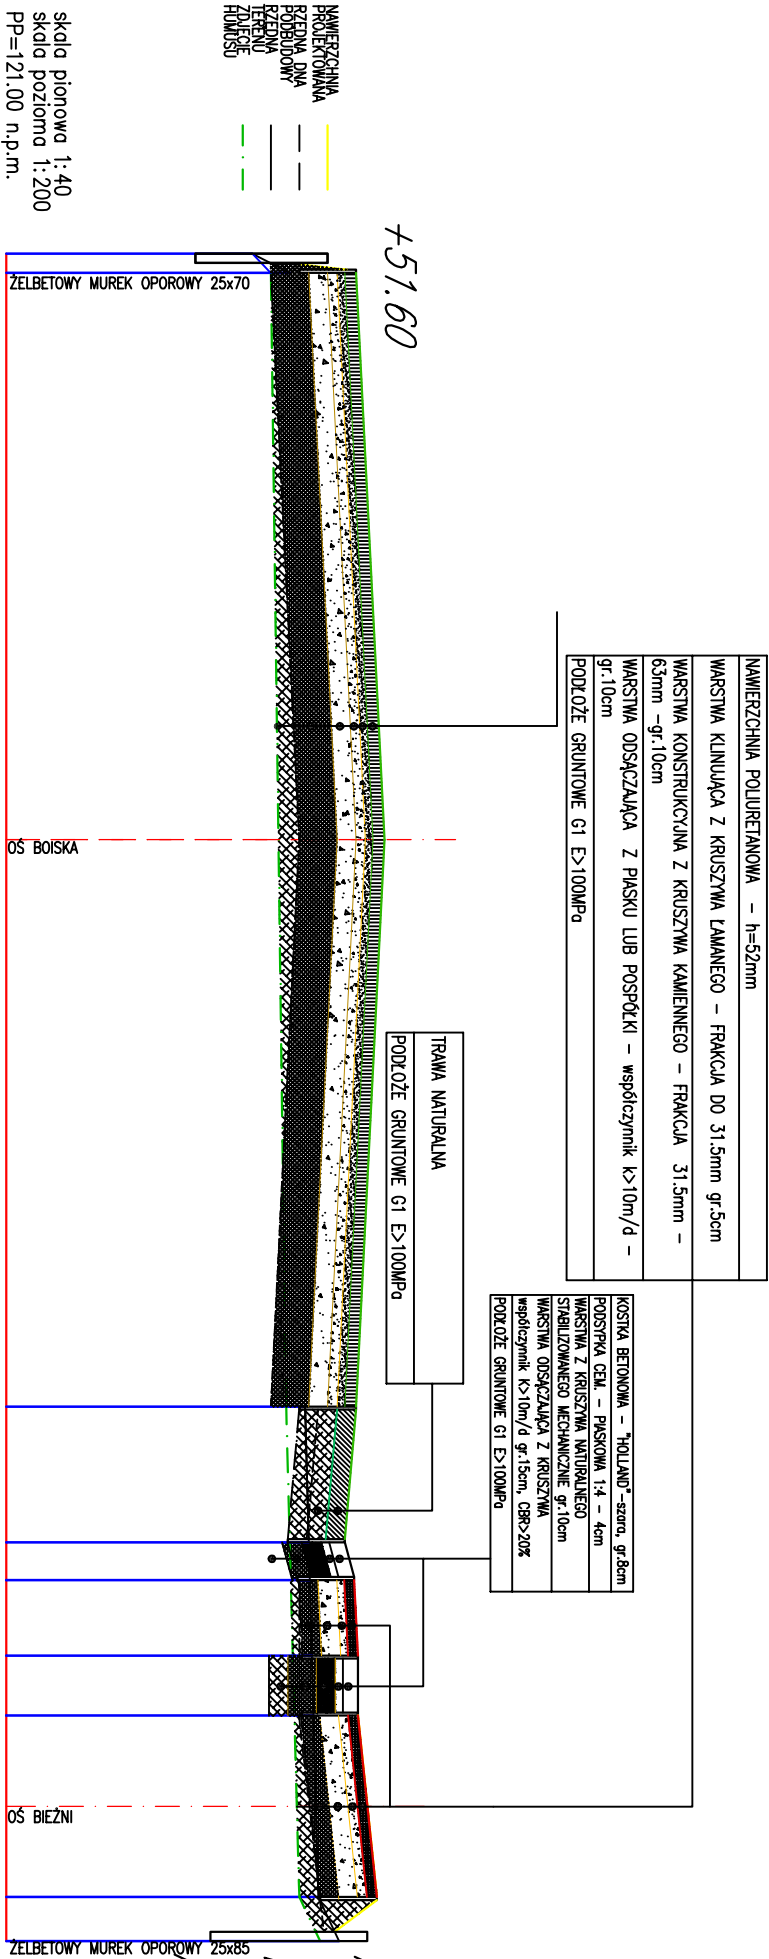 NAWIERZCHNIA
PROJEKTOWANA
RZĘDNA DNA
PODBUDOWY
RZĘDNA
TERENU
ZDJĘCIE
HUMUSU
skala pionowa 1:40
skala pozioma 1:200
PP=121.00 n.p.m.
+51.60
ŻELBETOWY MUREK OPOROWY 25x70
NAWIERZCHNIA POLIURETANOWA - h=52mm
WARSTWA KLINUJĄCA Z KRUSZYWA ŁAMANEGO - FRAKCJA DO 31.5mm gr.5cm
WARSTWA KONSTRUKCYJNA Z KRUSZYWA KAMIENNEGO - FRAKCJA 31.5mm -
63mm -gr.10cm
WARSTWA ODSĄCZAJĄCA Z PIASKU LUB POSPÓŁKI - współczynnik k>10m/d -
gr.10cm
PODŁOŻE GRUNTOWE G1 E>100MPa
OŚ BOISKA
TRAWA NATURALNA
PODŁOŻE GRUNTOWE G1 E>100MPa
KOSTKA BETONOWA - "HOLLAND"-szara, gr.8cm
PODSYPKA CEM. - PIASKOWA 1:4 - 4cm
WARSTWA Z KRUSZYWA NATURALNEGO
STABILIZOWANEGO MECHANICZNIE gr.10cm
WARSTWA ODSĄCZAJĄCA Z KRUSZYWA
współczynnik K>10m/d gr.15cm, CBR>20%
PODŁOŻE GRUNTOWE G1 E>100MPa
OŚ BIEŻNI
ŻELBETOWY MUREK OPOROWY 25x85